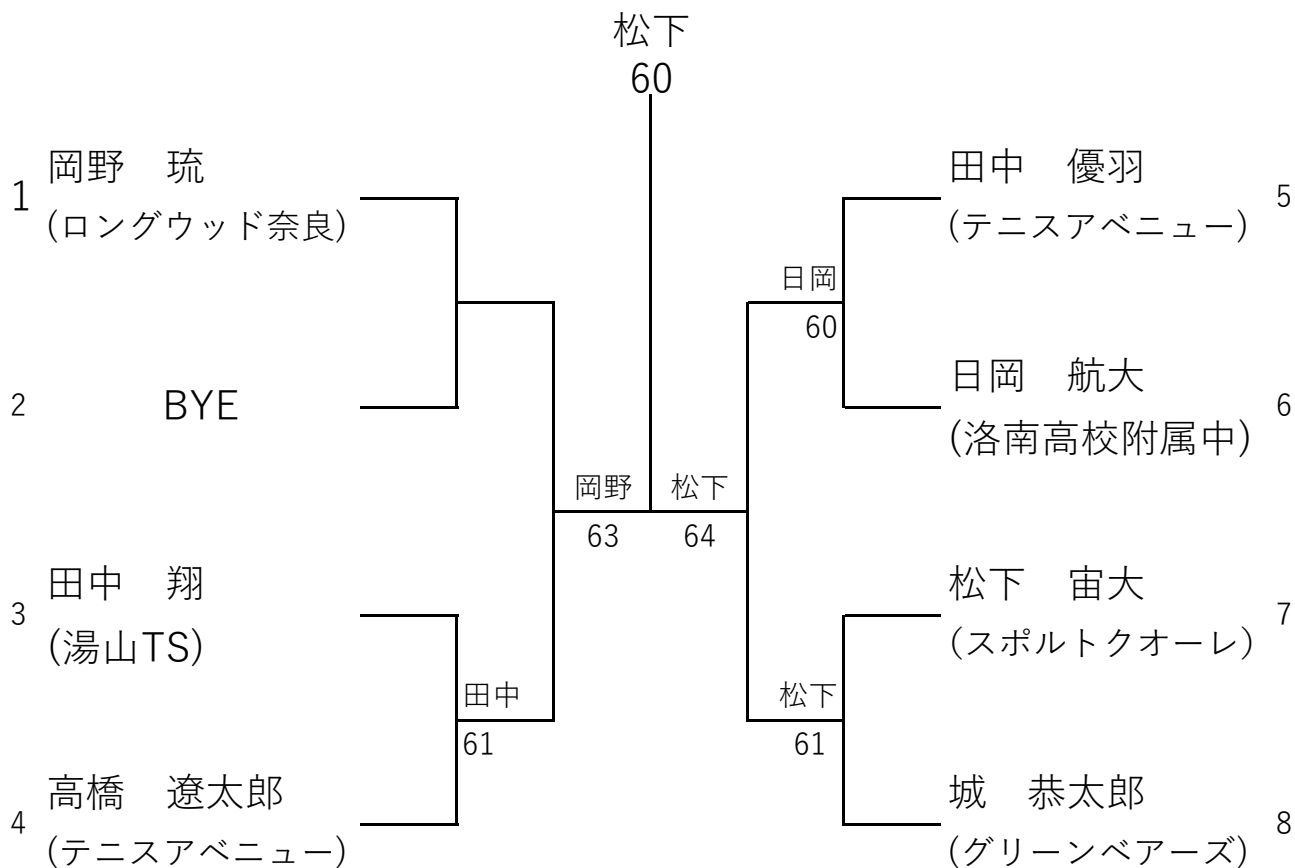 松下
60
1
岡野　琉
(ロングウッド奈良)
2
BYE
3
田中　翔
(湯山TS)
4
高橋　遼太郎
(テニスアベニュー)
田中
61
岡野
63
松下
64
日岡
60
松下
61
田中　優羽
(テニスアベニュー)
5
日岡　航大
(洛南高校附属中)
6
松下　宙大
(スポルトクオーレ)
7
城　恭太郎
(グリーンベアーズ)
8